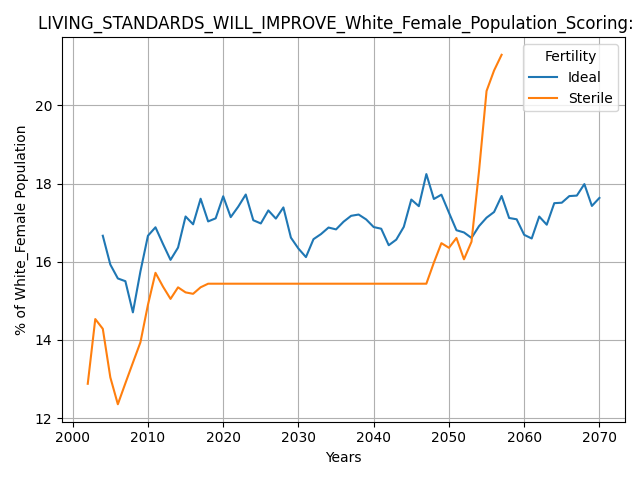 LIVING_STANDARDS_WILL_IMPROVE_White_Female_Population_Scoring:
Fertility
Ideal
Sterile
% of White_Female Population
20
18
16
14
12
2000 2010 2020 2030 2040 2050 2060 2070
Years